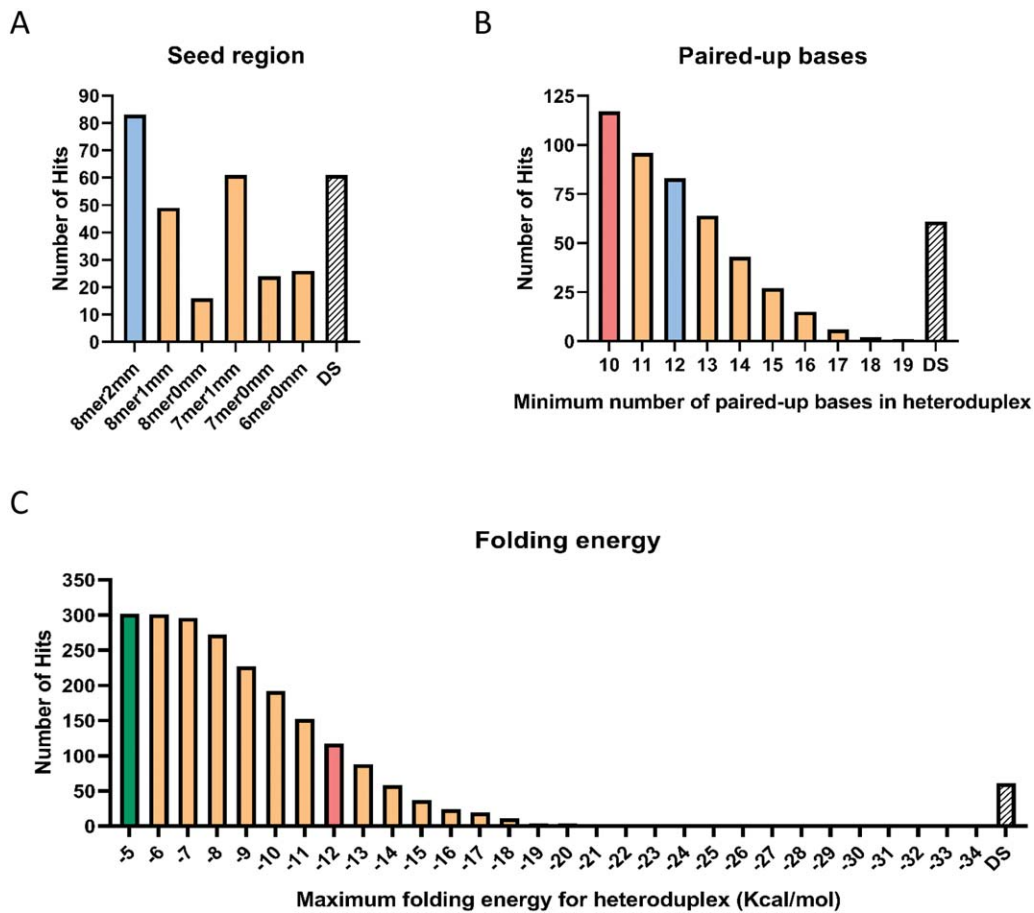 A
Seed region
Number of Hits
90
80
70
60
50
40
30
20
10
0
8mer2mm
8mer1mm
8mer0mm
7mer1mm
7mer0mm
6mer0mm
DS
B
Paired-up bases
Number of Hits
125
100
75
50
25
0
10 11 12 13 14 15 16 17 18 19 DS
Minimum number of paired-up bases in heteroduplex
C
Folding energy
Number of Hits
350
300
250
200
150
100
50
0
-5 -6 -7 -8 -9 -10 -11 -12 -13 -14 -15 -16 -17 -18 -19 -20 -21 -22 -23 -24 -25 -26 -27 -28 -29 -30 -31 -32 -33 -34 DS
Maximum folding energy for heteroduplex (Kcal/mol)